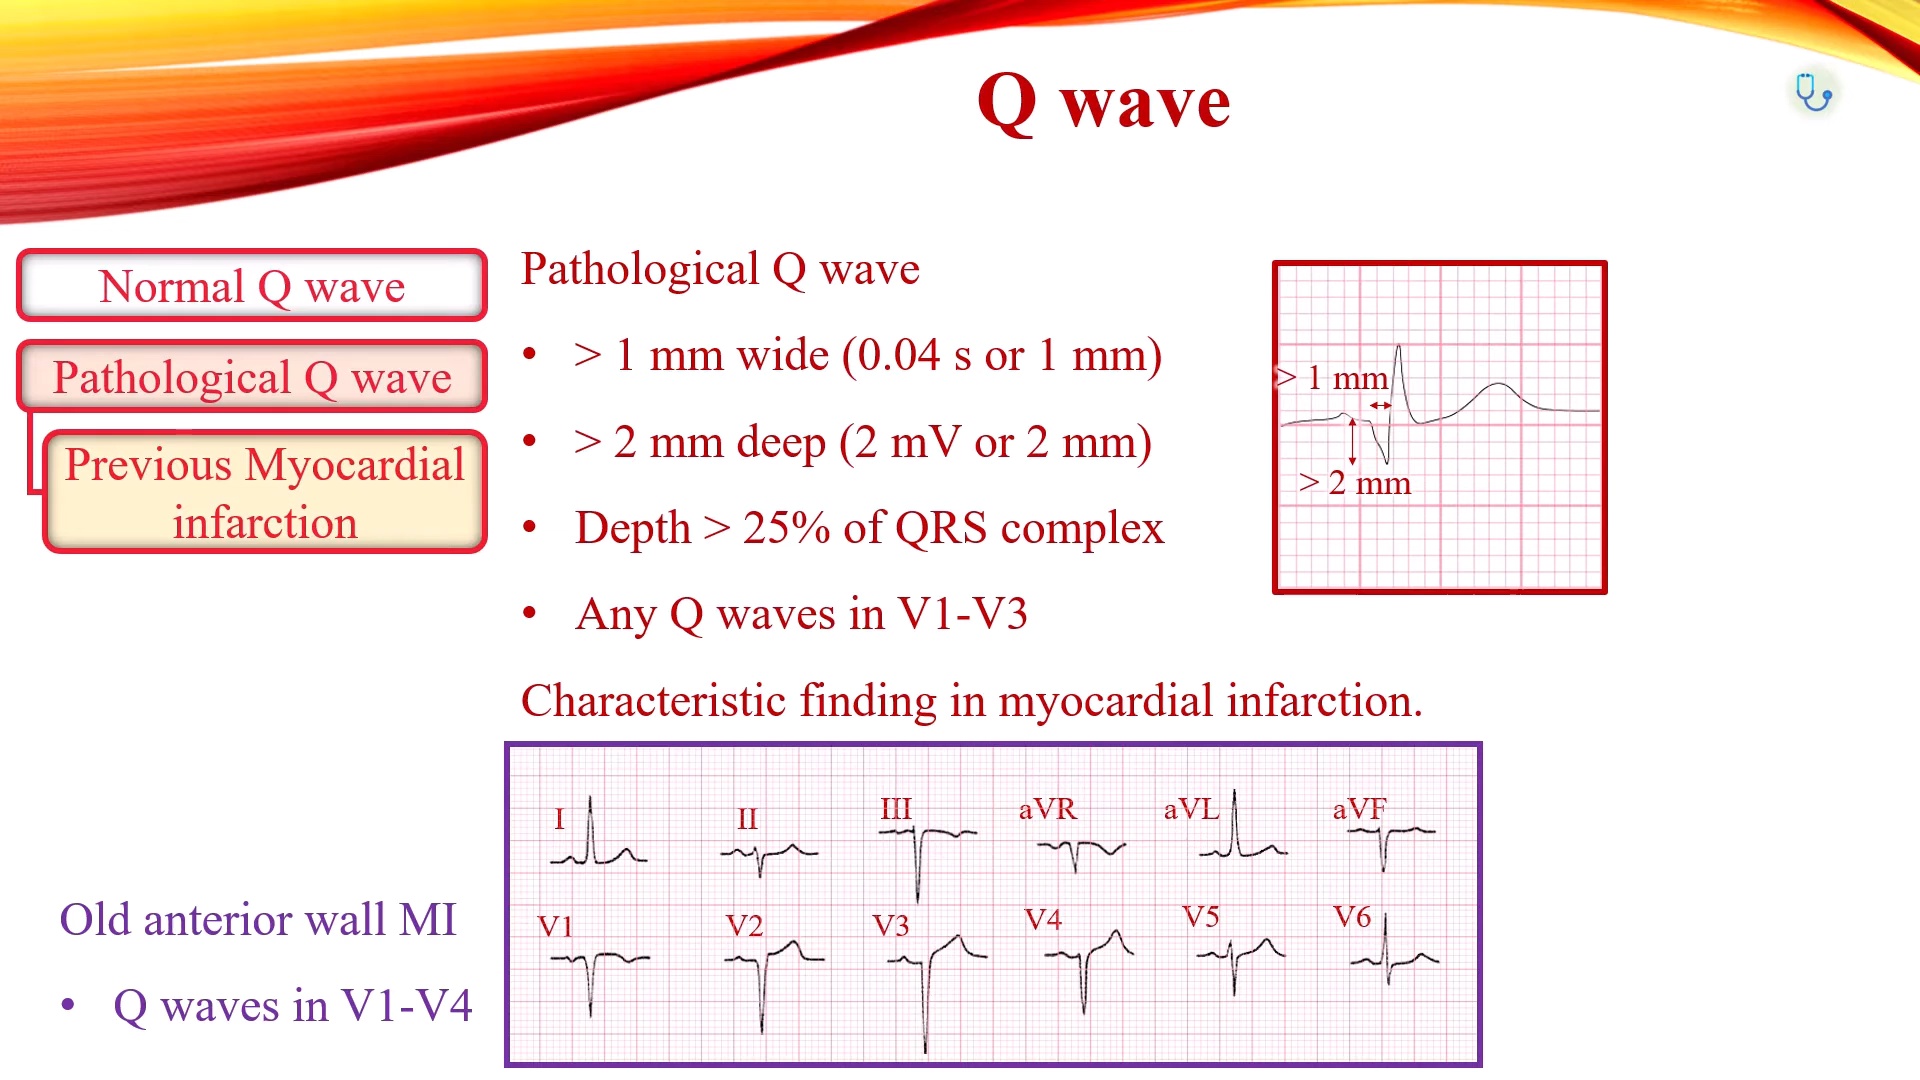 Q wave
Normal Q wave
Pathological Q wave
Previous Myocardial
infarction
Pathological Q wave
• > 1 mm wide (0.04 s or 1 mm)
• > 2 mm deep (2 mV or 2 mm)
• Depth > 25% of QRS complex
• Any Q waves in V1-V3
Characteristic finding in myocardial infarction.
> 1 mm
> 2 mm
Old anterior wall MI
• Q waves in V1-V4
I II III aVR aVL aVF
V1 V2 V3 V4 V5 V6